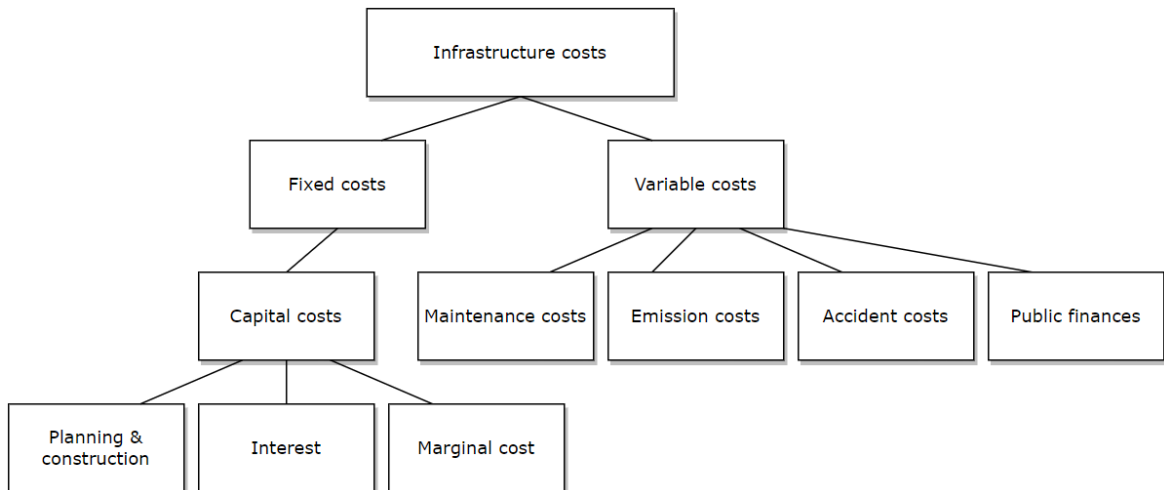 Infrastructure costs
Fixed costs
Variable costs
Capital costs
Maintenance costs
Emission costs
Accident costs
Public finances
Planning &
construction
Interest
Marginal cost